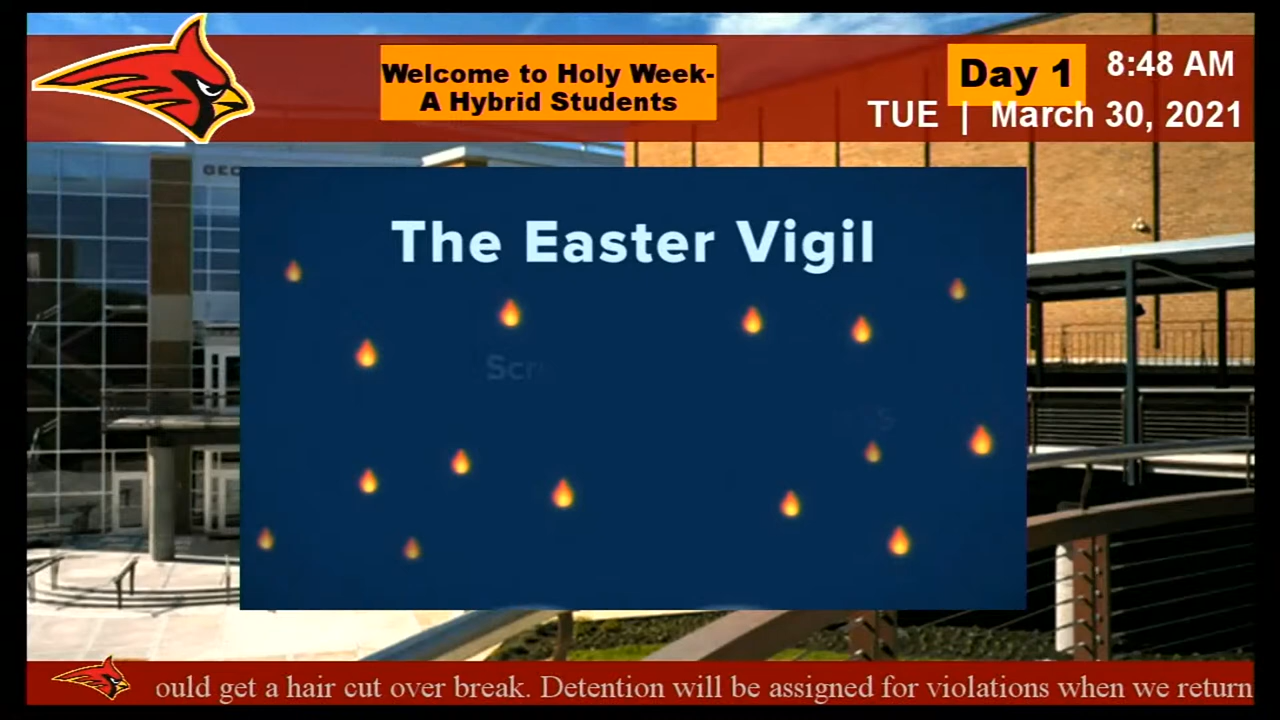 Welcome to Holy Week-
A Hybrid Students
Day 1
8:48 AM
TUE | March 30, 2021
The Easter Vigil
ould get a hair cut over break. Detention will be assigned for violations when we return